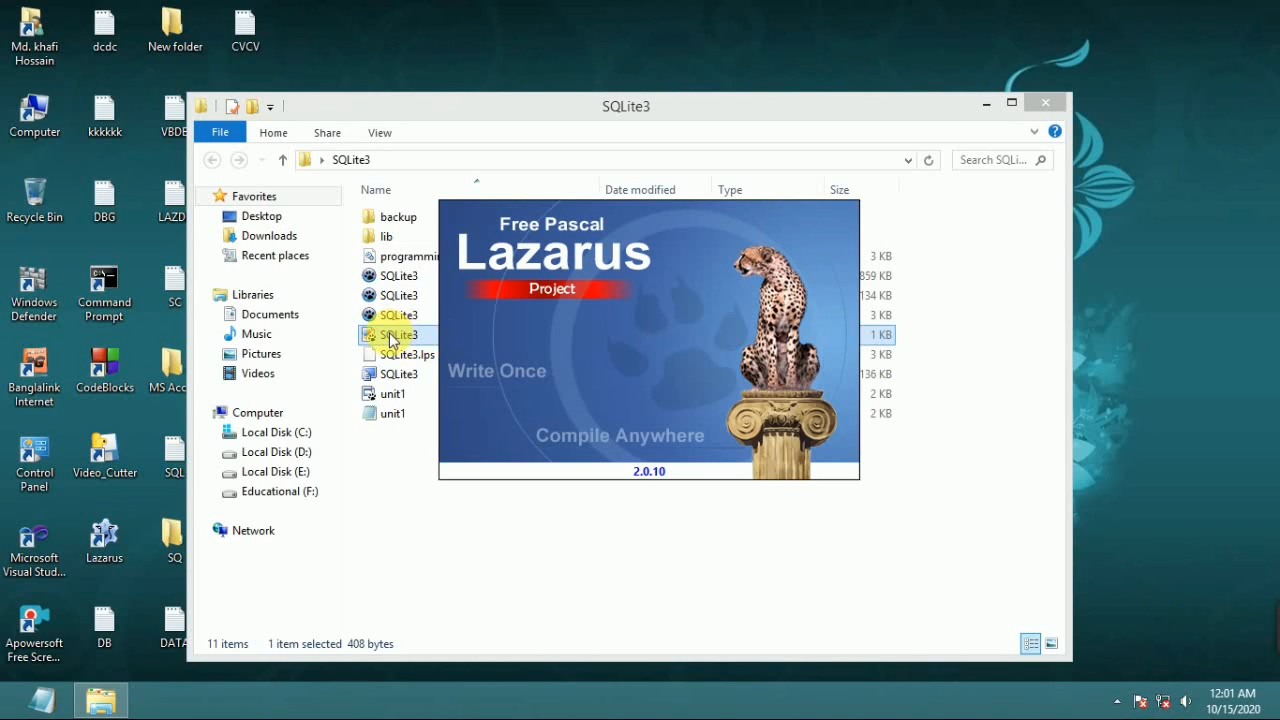 Md. khafi
Hossain
dcdc
New folder
CVCV
Computer
kkkkkk
VBDB
Recycle Bin
DBG
LAZD
Windows
Defender
Command
Prompt
SC
Banglalink
Internet
CodeBlocks
MS Acc
Control
Panel
Video_Cutter
SQL
Microsoft
Visual Stud...
Lazarus
SQ
Apowersoft
Free Scre...
DB
DATA
SQLite3
File
Home
Share
View
SQLite3
Search SQLi...
Name
Date modified
Type
Size
Favorites
Desktop
Downloads
Recent places
Libraries
Documents
Music
Pictures
Videos
Computer
Local Disk (C:)
Local Disk (D:)
Local Disk (E:)
Educational (F:)
Network
backup
lib
3 KB
SQLite3
859 KB
SQLite3
134 KB
SQLite3
3 KB
SQLite3
1 KB
SQLite3.lps
3 KB
SQLite3
136 KB
unit1
2 KB
unit1
2 KB
Free Pascal
Lazarus
Project
Write Once
Compile Anywhere
2.0.10
11 items
1 item selected
408 bytes
12:01 AM
10/15/2020